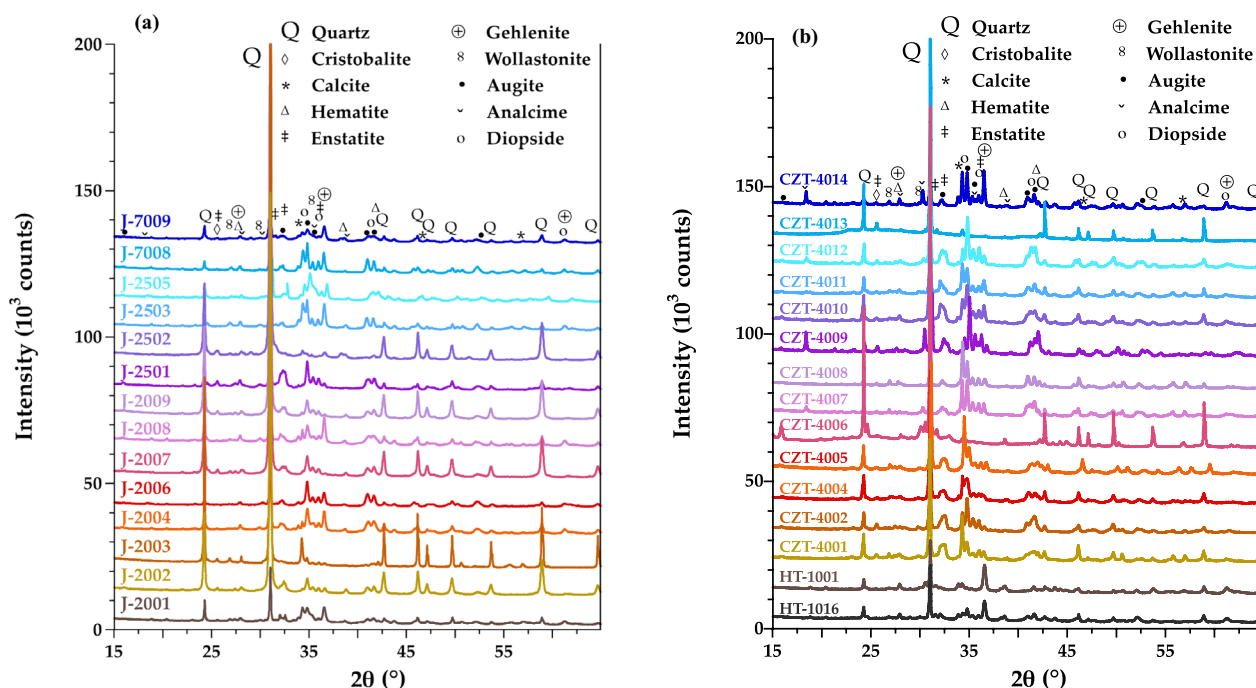 (a)
Q Quartz
◊ Cristobalite
* Calcite
Δ Hematite
‡ Enstatite
⊕ Gehlenite
8 Wollastonite
• Augite
ˇ Analcime
o Diopside
Q
200
150
100
50
0
Intensity (10³ counts)
J-7009
J-7008
J-2505
J-2503
J-2502
J-2501
J-2009
J-2008
J-2007
J-2006
J-2004
J-2003
J-2002
J-2001
15 25 35 45 55
2θ (°)
(b)
Q Quartz
◊ Cristobalite
* Calcite
Δ Hematite
‡ Enstatite
⊕ Gehlenite
8 Wollastonite
• Augite
ˇ Analcime
o Diopside
Q
200
150
100
50
0
Intensity (10³ counts)
CZT-4014
CZT-4013
CZT-4012
CZT-4011
CZT-4010
CZT-4009
CZT-4008
CZT-4007
CZT-4006
CZT-4005
CZT-4004
CZT-4002
CZT-4001
HT-1001
HT-1016
15 25 35 45 55
2θ (°)